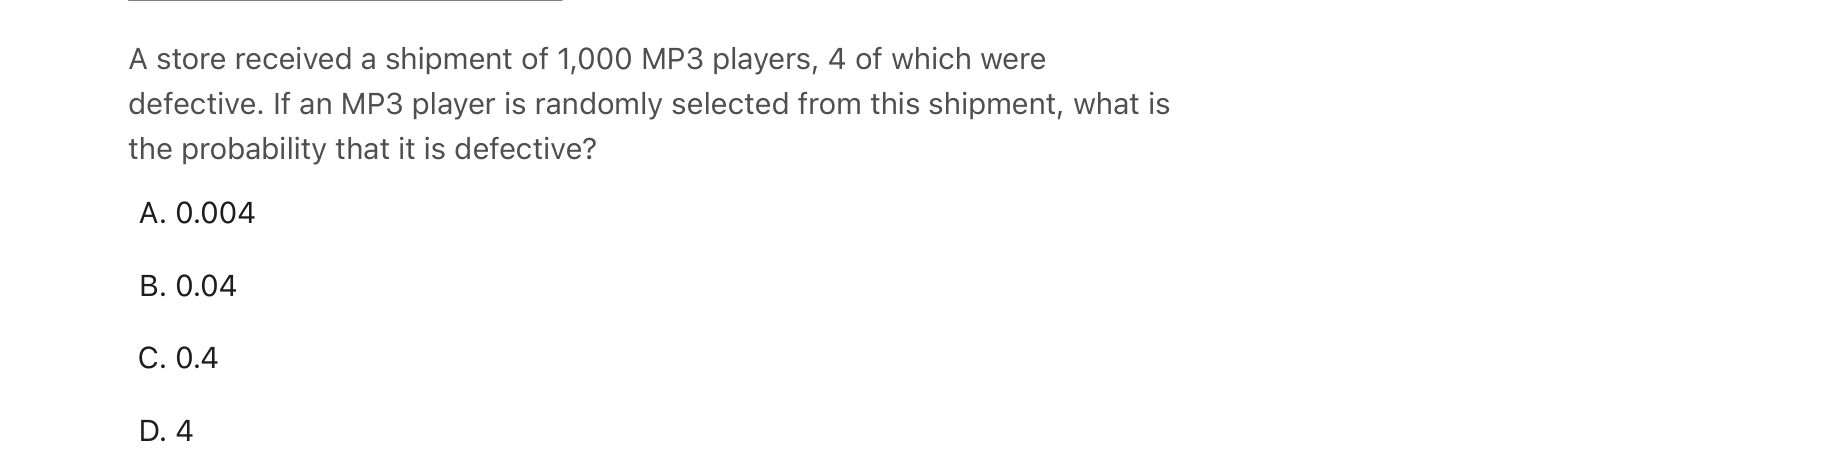 A store received a shipment of 1,000 MP3 players, 4 of which were
defective. If an MP3 player is randomly selected from this shipment, what is
the probability that it is defective?
A. 0.004
B. 0.04
C. 0.4
D. 4